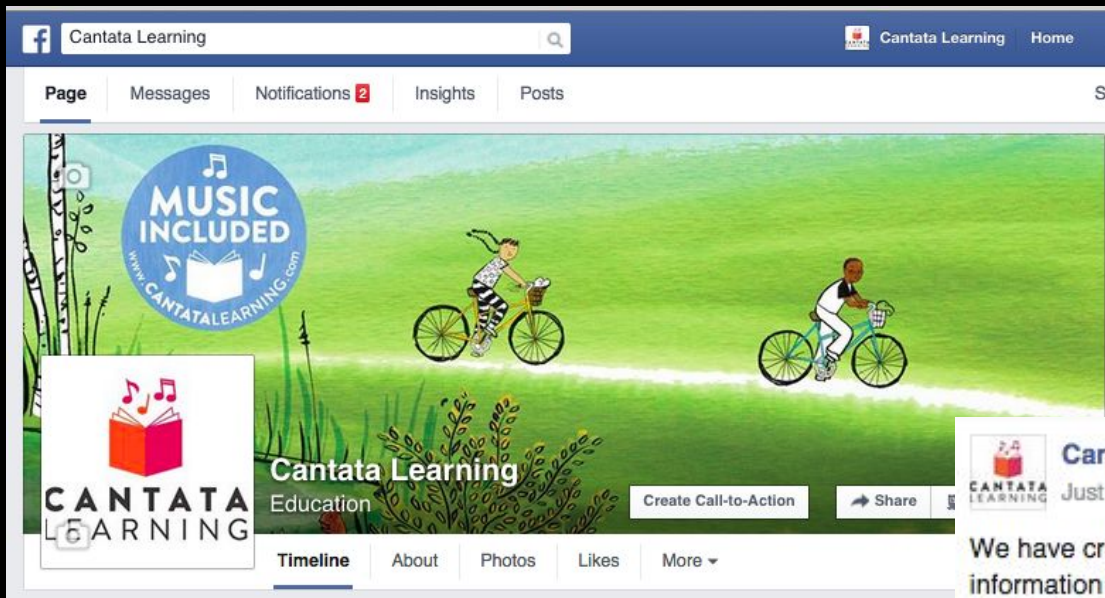 Cantata Learning
Cantata Learning Home
Page Messages Notifications 2 Insights Posts
MUSIC
INCLUDED
www.CANTATALEARNING.com
CANTATA
LEARNING
Cantata Learning
Education
Create Call-to-Action
Share
Timeline About Photos Likes More
CANTATA
LEARNING
Just
We have
information